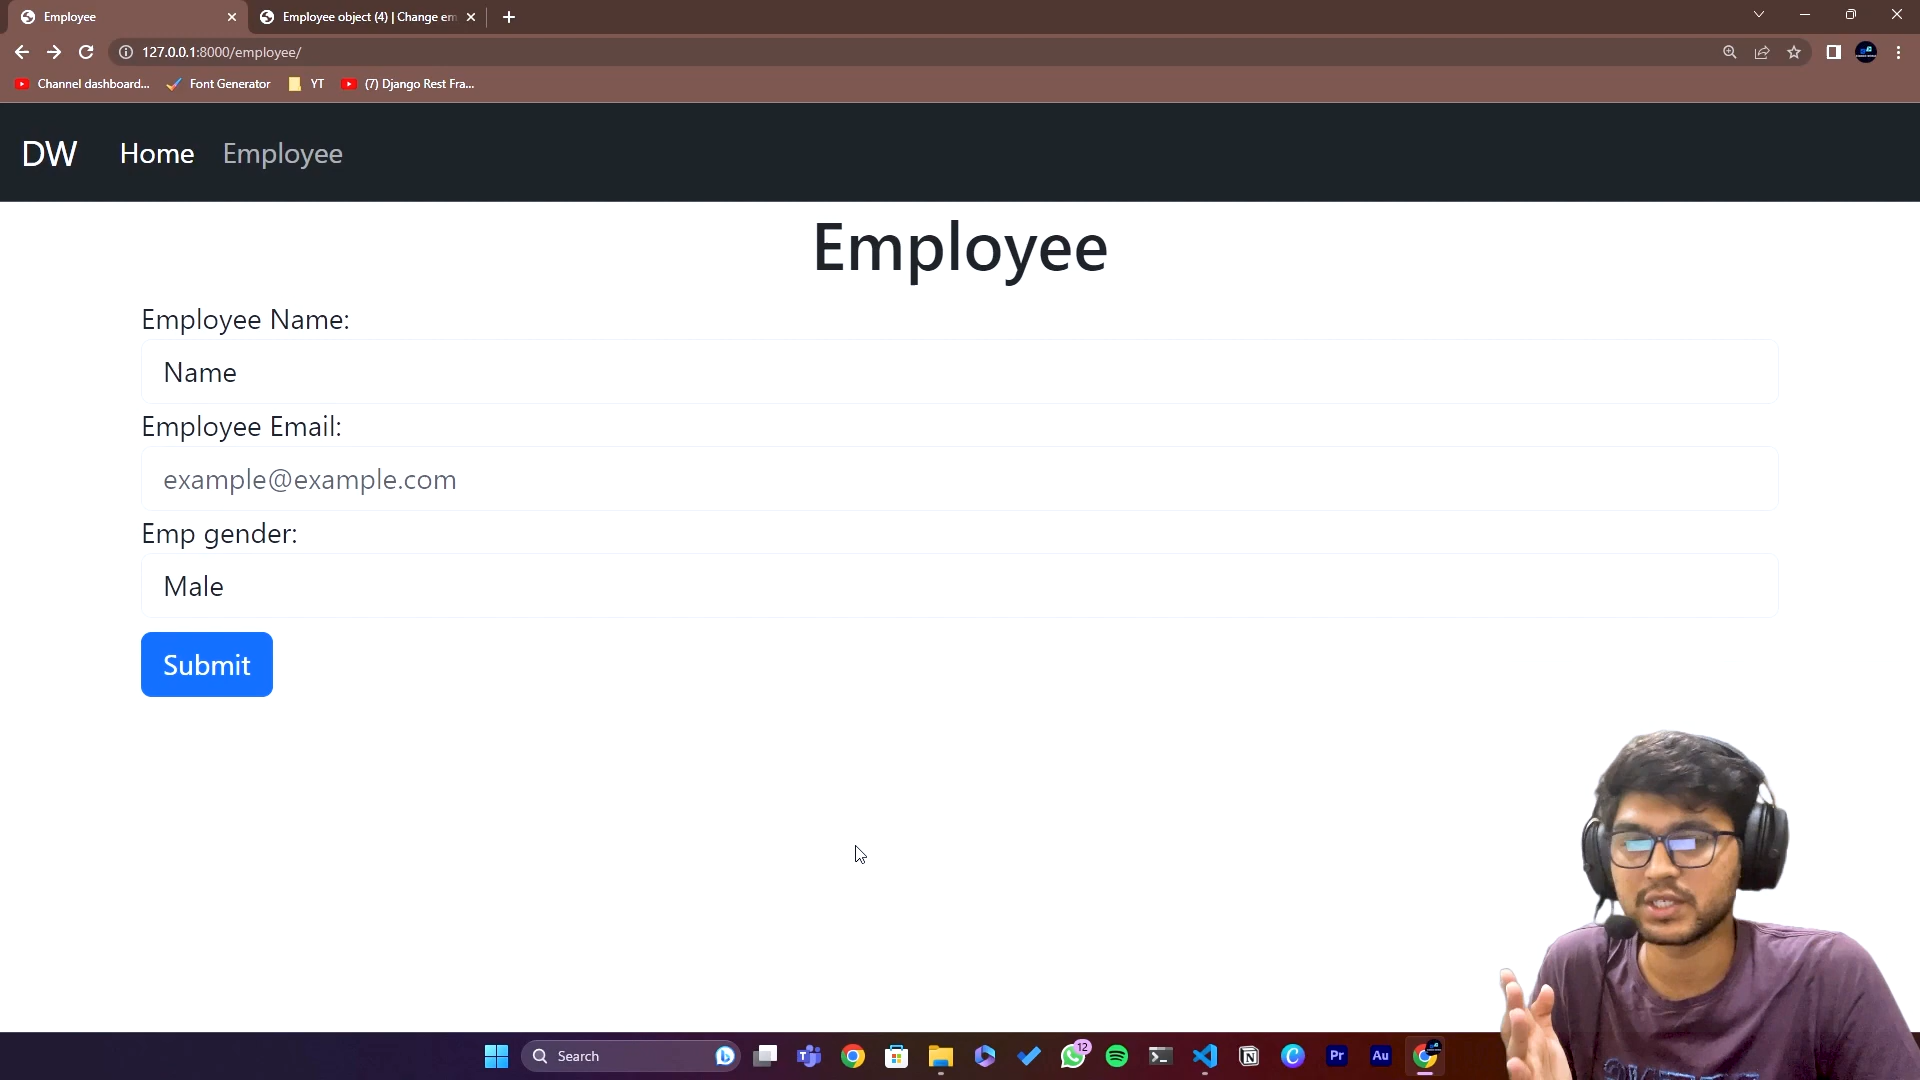 Employee
Employee object (4) | Change em
127.0.0.1:8000/employee/
Channel dashboard...
Font Generator
YT
(7) Django Rest Fra...
DW
Home
Employee
Employee
Employee Name:
Name
Employee Email:
example@example.com
Emp gender:
Male
Submit
Search
12
Pr
Au